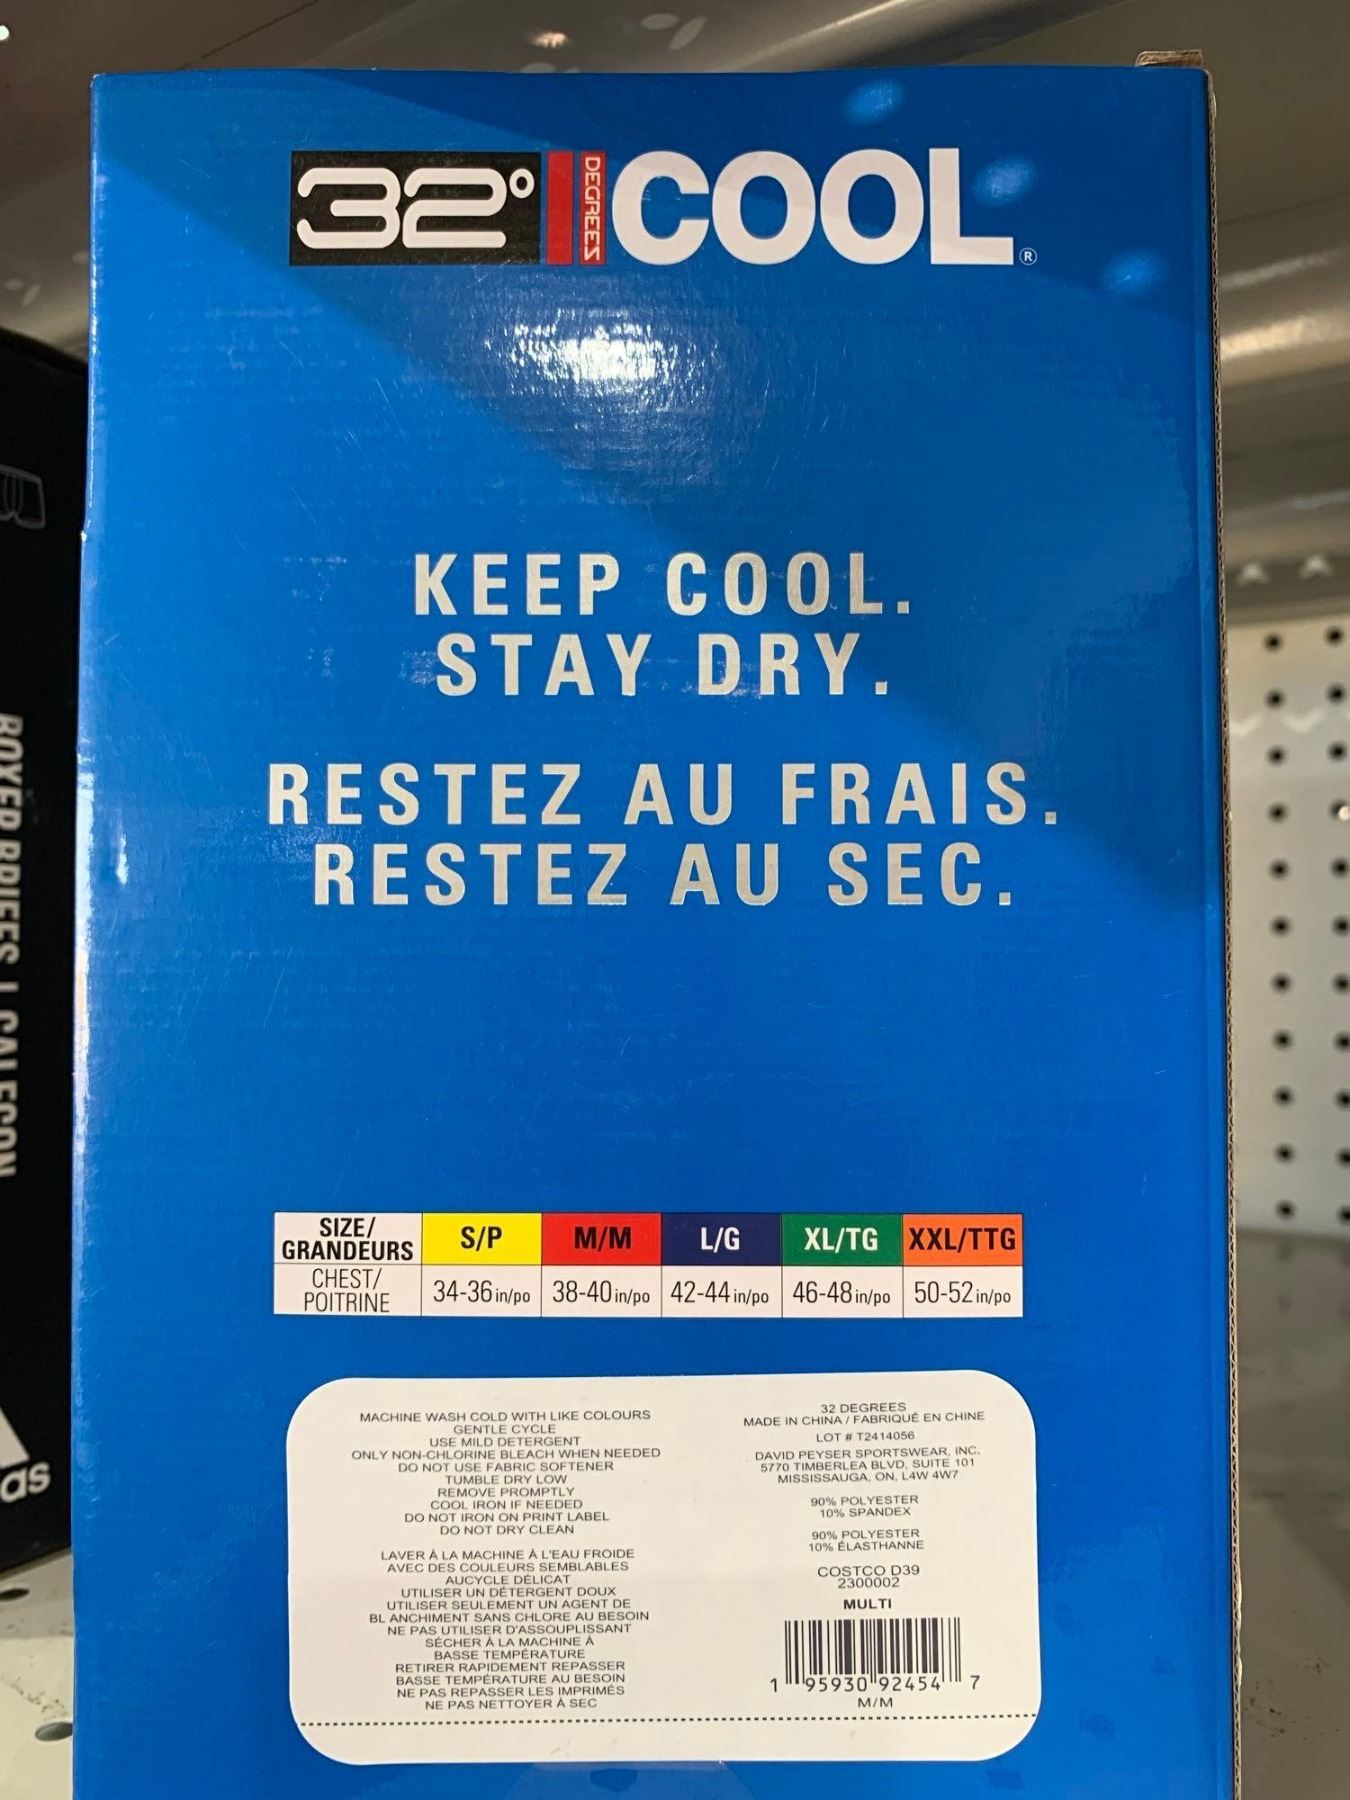 32° DEGREES COOL®
KEEP COOL.
STAY DRY.
RESTEZ AU FRAIS.
RESTEZ AU SEC.
SIZE/ GRANDEURS S/P M/M L/G XL/TG XXL/TTG
CHEST/ POITRINE 34-36 in/po 38-40 in/po 42-44 in/po 46-48 in/po 50-52 in/po
MACHINE WASH COLD WITH LIKE COLOURS
GENTLE CYCLE
USE MILD DETERGENT
ONLY NON-CHLORINE BLEACH WHEN NEEDED
DO NOT USE FABRIC SOFTENER
TUMBLE DRY LOW
REMOVE PROMPTLY
COOL IRON IF NEEDED
DO NOT IRON ON PRINT LABEL
DO NOT DRY CLEAN
LAVER À LA MACHINE À L'EAU FROIDE
AVEC DES COULEURS SEMBLABLES
AUCYCLE DÉLICAT
UTILISER UN DÉTERGENT DOUX
UTILISER SEULEMENT UN AGENT DE
BL ANCHIMENT SANS CHLORE AU BESOIN
NE PAS UTILISER D'ASSOUPLISSANT
SÉCHER À LA MACHINE À
BASSE TEMPÉRATURE
RETIRER RAPIDEMENT REPASSER
BASSE TEMPÉRATURE AU BESOIN
NE PAS REPASSER LES IMPRIMÉS
NE PAS NETTOYER À SEC
32 DEGREES
MADE IN CHINA / FABRIQUÉ EN CHINE
LOT # T2414056
DAVID PEYSER SPORTSWEAR, INC.
5770 TIMBERLEA BLVD, SUITE 101
MISSISSAUGA, ON, L4W 4W7
90% POLYESTER
10% SPANDEX
90% POLYESTER
10% ÉLASTHANNE
COSTCO D39
2300002
MULTI
1 95930 92454 7
M/M
BOXER BRIEFS | CALEÇON
as